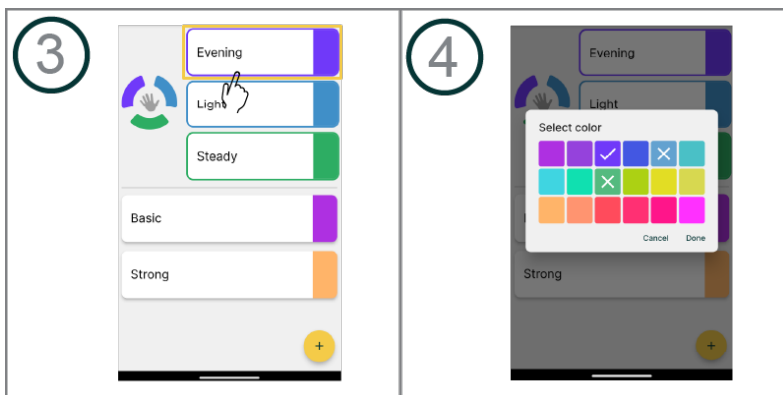 3
Evening
Light
Steady
Basic
Strong
+
4
Evening
Light
Select color
Cancel Done
Strong
+